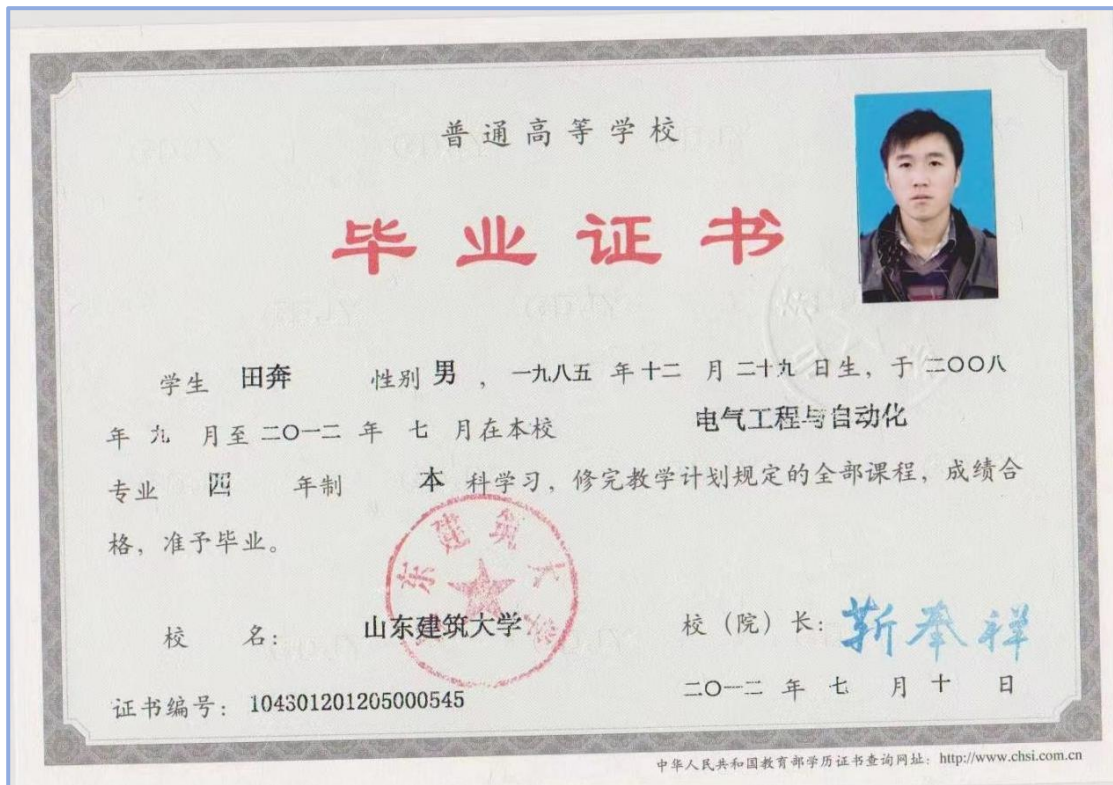 普通高等学校
毕业证书
学生 田奔 性别 男 ， 一九八五 年 十二 月 二十九 日生，于 二〇〇八
年 九 月至 二〇一二 年 七 月在本校 电气工程与自动化
专业 四 年制 本 科学习，修完教学计划规定的全部课程，成绩合
格，准予毕业。
校 名： 山东建筑大学 校（院）长：靳奉祥
证书编号：104301201205000545 二〇一二 年 七 月 十 日
中华人民共和国教育部学历证书查询网址：http://www.chsi.com.cn